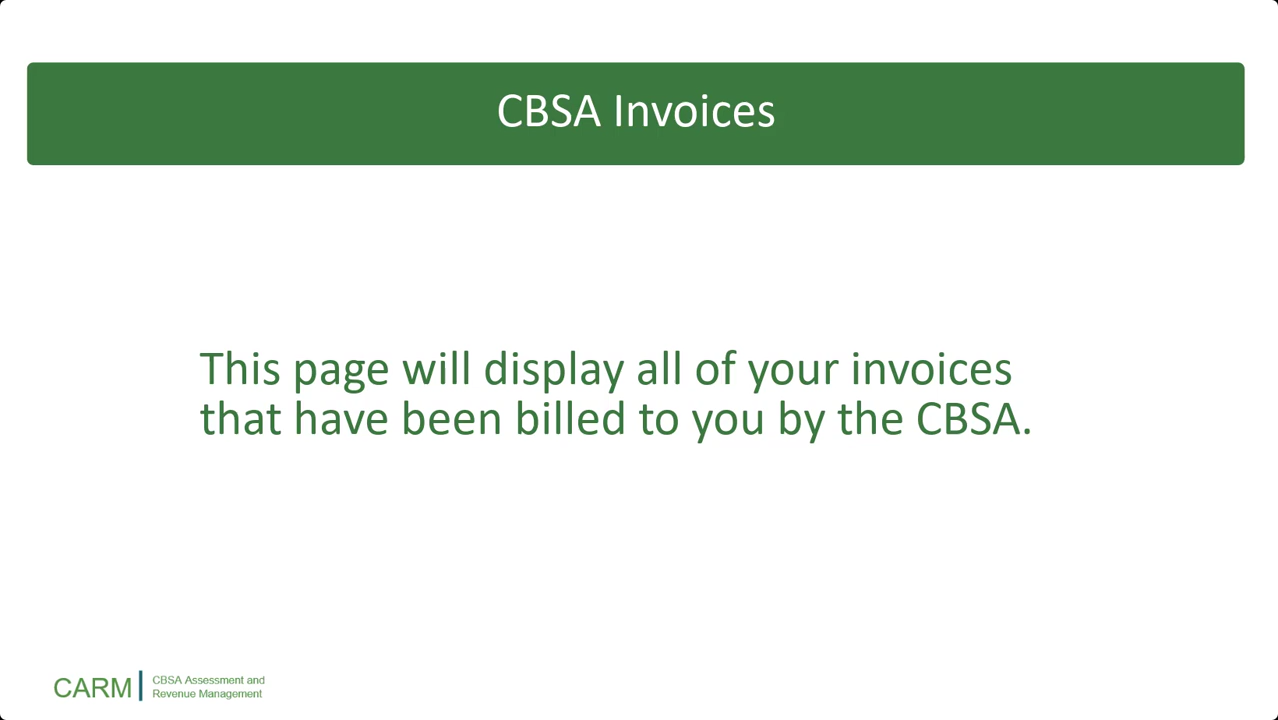 CBSA Invoices
This page will display all of your invoices
that have been billed to you by the CBSA.
CARM
CBSA Assessment and
Revenue Management